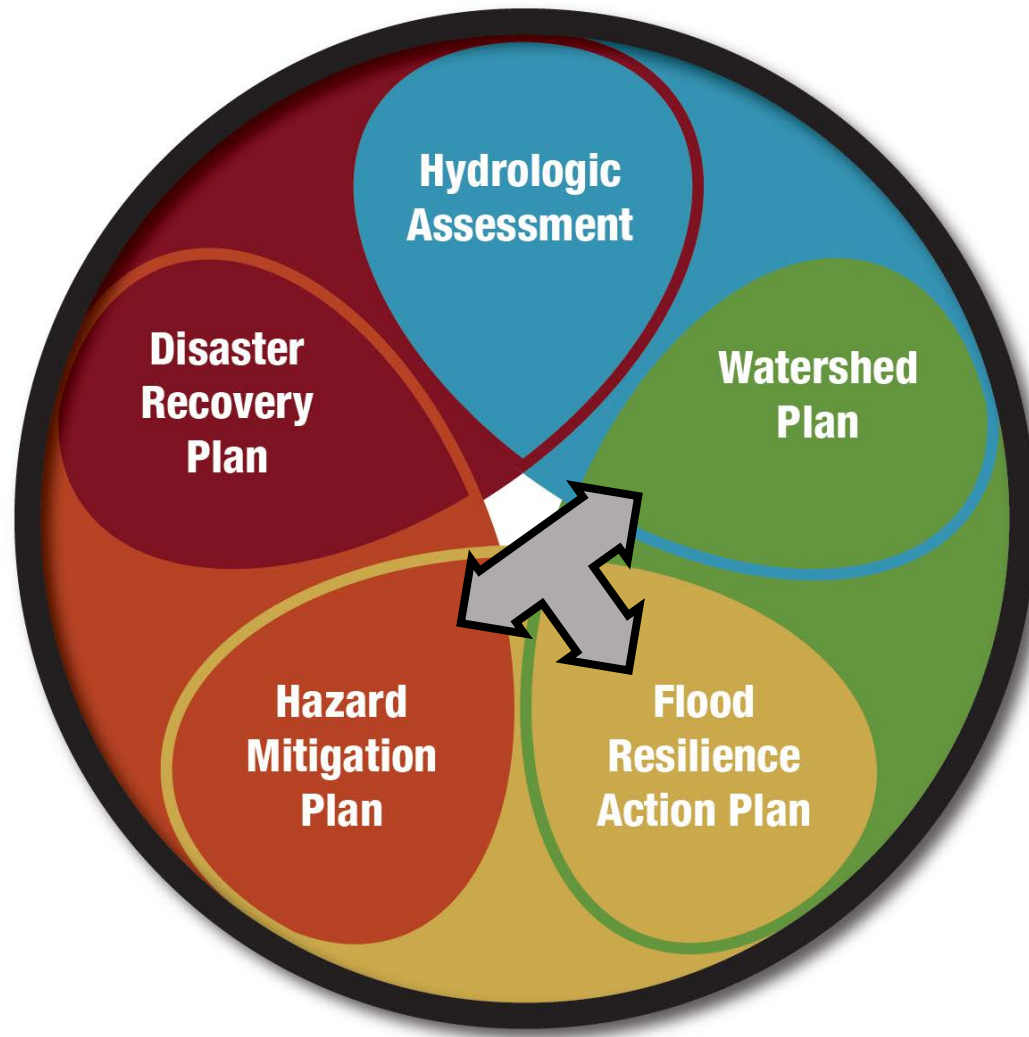 Hydrologic
Assessment
Watershed
Plan
Flood
Resilience
Action Plan
Hazard
Mitigation
Plan
Disaster
Recovery
Plan